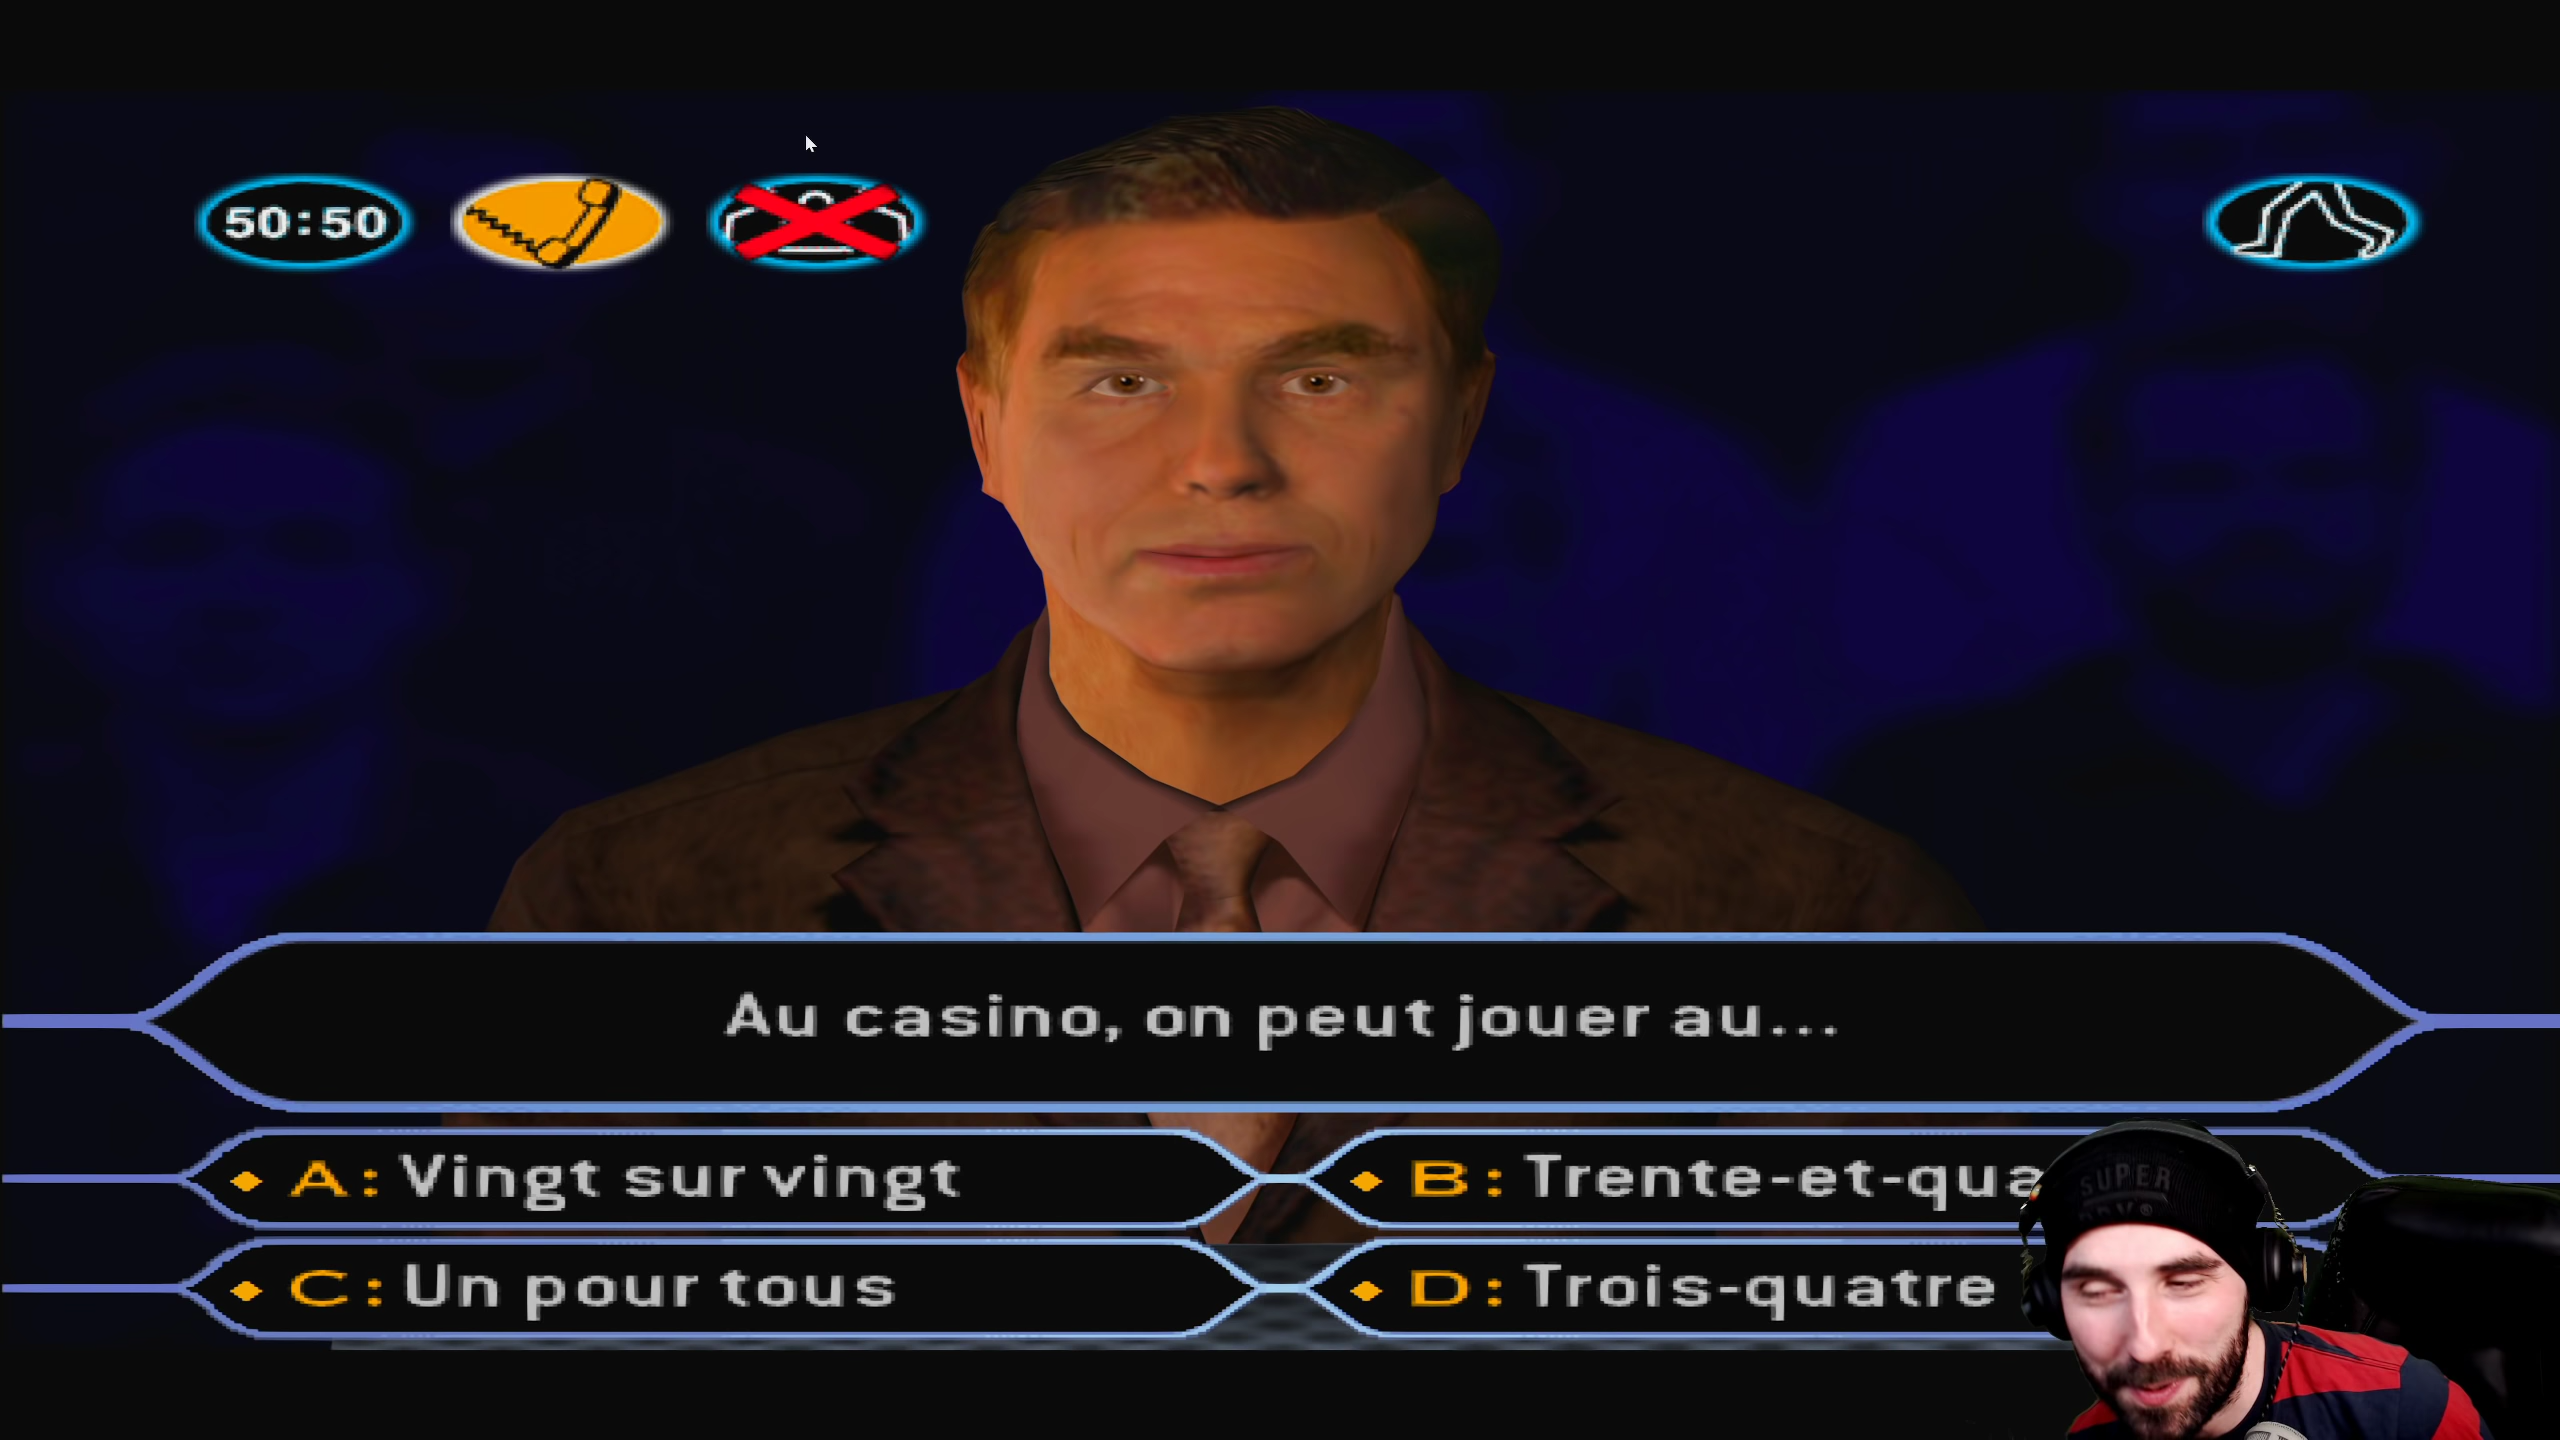 50:50
Au casino, on peut jouer au...
A: Vingt sur vingt
B: Trente-et-qua
C: Un pour tous
D: Trois-quatre
SUPER